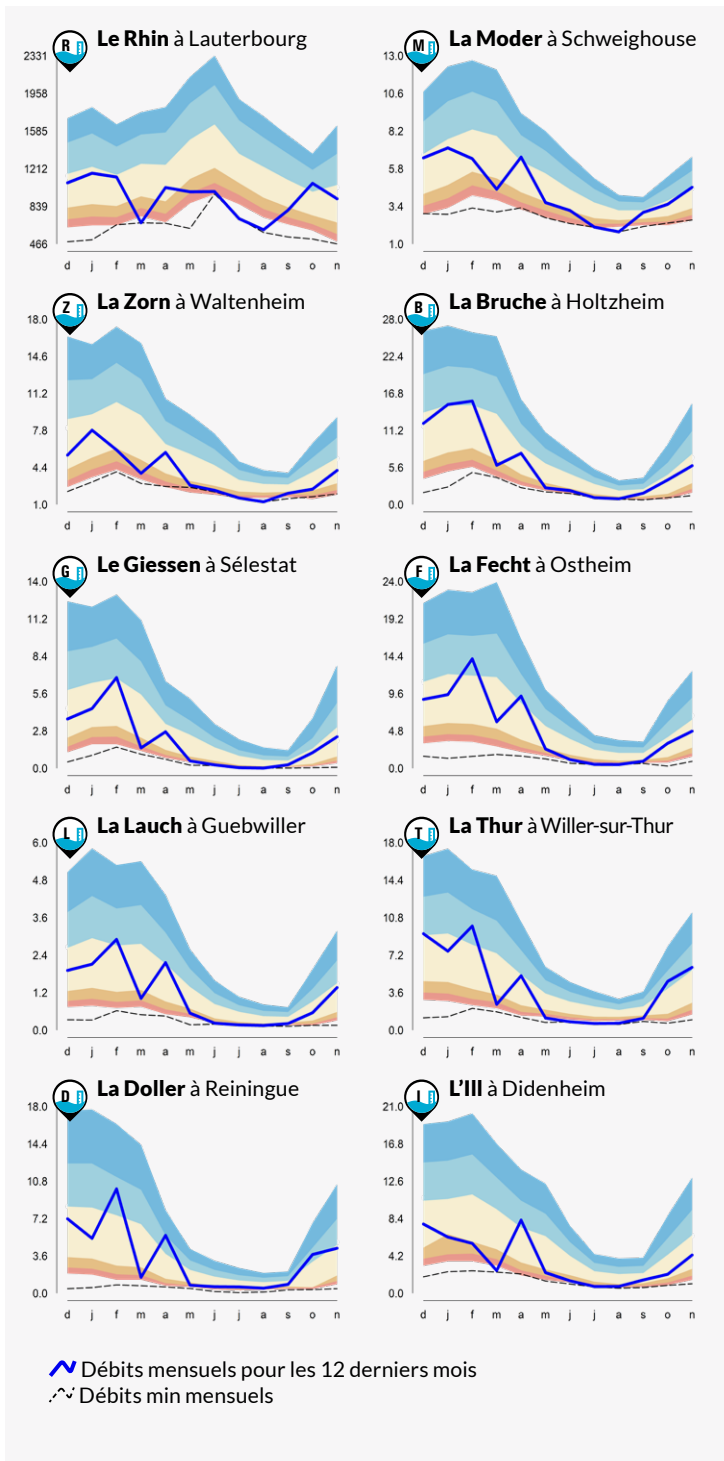 R Le Rhin à Lauterbourg
2331
1958
1585
1212
839
466
d j f m a m j j a s o n
M La Moder à Schweighouse
13.0
10.6
8.2
5.8
3.4
1.0
d j f m a m j j a s o n
Z La Zorn à Waltenheim
18.0
14.6
11.2
7.8
4.4
1.0
d j f m a m j j a s o n
B La Bruche à Holtzheim
28.0
22.4
16.8
11.2
5.6
0.0
d j f m a m j j a s o n
G Le Giessen à Sélestat
14.0
11.2
8.4
5.6
2.8
0.0
d j f m a m j j a s o n
F La Fecht à Ostheim
24.0
19.2
14.4
9.6
4.8
0.0
d j f m a m j j a s o n
L La Lauch à Guebwiller
6.0
4.8
3.6
2.4
1.2
0.0
d j f m a m j j a s o n
T La Thur à Willer-sur-Thur
18.0
14.4
10.8
7.2
3.6
0.0
d j f m a m j j a s o n
D La Doller à Reiningue
18.0
14.4
10.8
7.2
3.6
0.0
d j f m a m j j a s o n
I L’Ill à Didenheim
21.0
16.8
12.6
8.4
4.2
0.0
d j f m a m j j a s o n
Débits mensuels pour les 12 derniers mois
Débits min mensuels